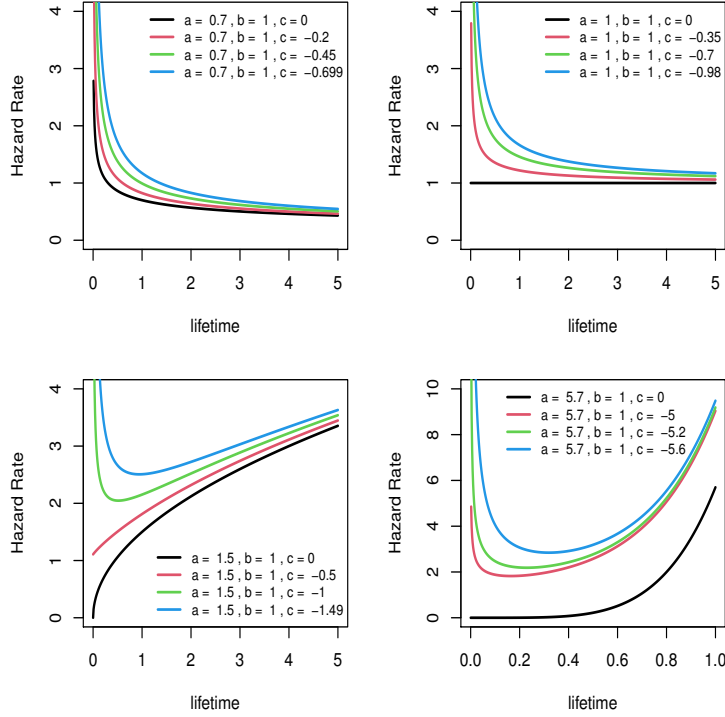 Hazard Rate
0
1
2
3
4
a = 0.7 , b = 1 , c = 0
a = 0.7 , b = 1 , c = −0.2
a = 0.7 , b = 1 , c = −0.45
a = 0.7 , b = 1 , c = −0.699
0 1 2 3 4 5
lifetime
Hazard Rate
0
1
2
3
4
a = 1 , b = 1 , c = 0
a = 1 , b = 1 , c = −0.35
a = 1 , b = 1 , c = −0.7
a = 1 , b = 1 , c = −0.98
0 1 2 3 4 5
lifetime
Hazard Rate
0
1
2
3
4
a = 1.5 , b = 1 , c = 0
a = 1.5 , b = 1 , c = −0.5
a = 1.5 , b = 1 , c = −1
a = 1.5 , b = 1 , c = −1.49
0 1 2 3 4 5
lifetime
Hazard Rate
0
2
4
6
8
10
a = 5.7 , b = 1 , c = 0
a = 5.7 , b = 1 , c = −5
a = 5.7 , b = 1 , c = −5.2
a = 5.7 , b = 1 , c = −5.6
0.0 0.2 0.4 0.6 0.8 1.0
lifetime